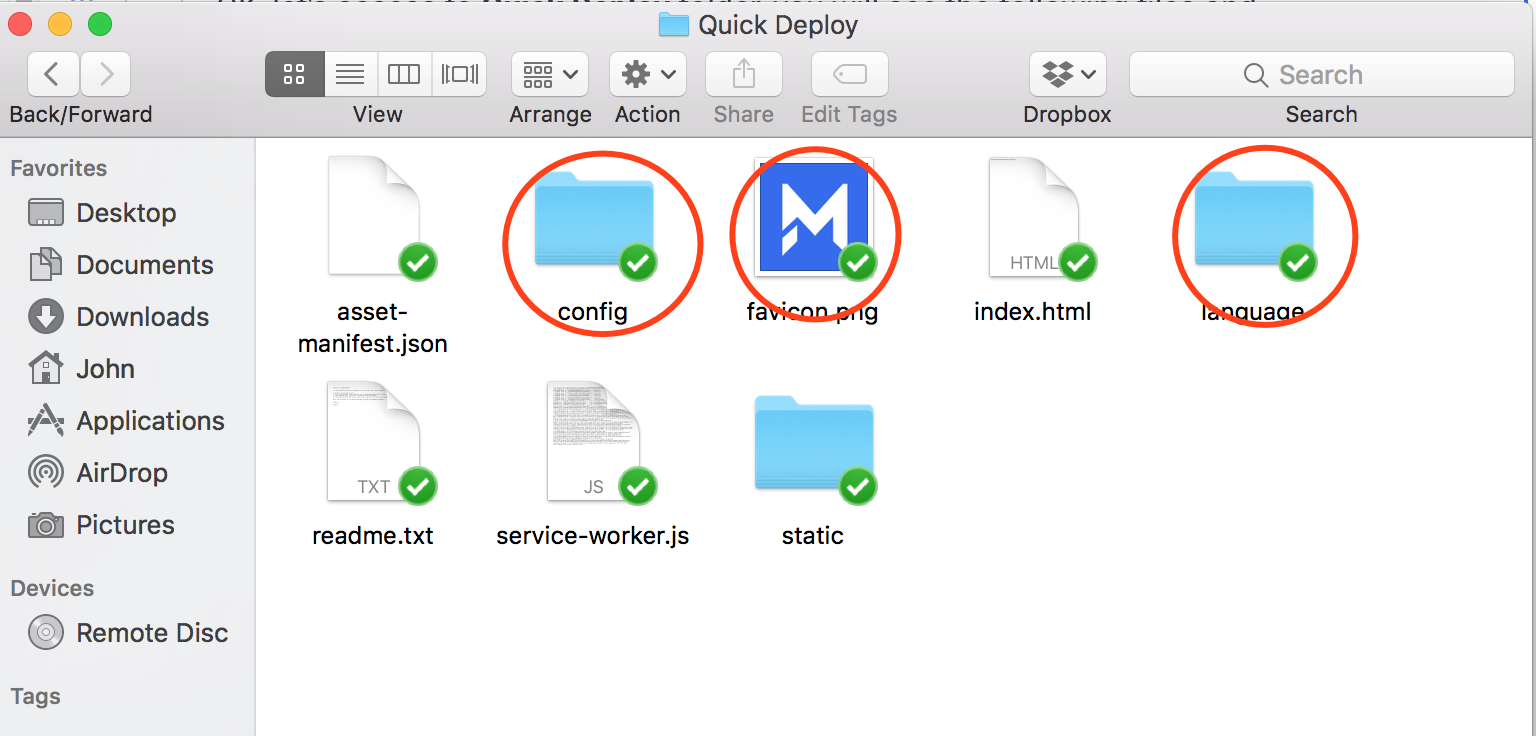 Quick Deploy
Search
Back/Forward View Arrange Action Share Edit Tags Dropbox Search
Favorites
Desktop
Documents
Downloads
John
Applications
AirDrop
Pictures
Devices
Remote Disc
Tags
HTML
asset-
manifest.json
config
favicon.png
index.html
language
TXT
JS
readme.txt
service-worker.js
static